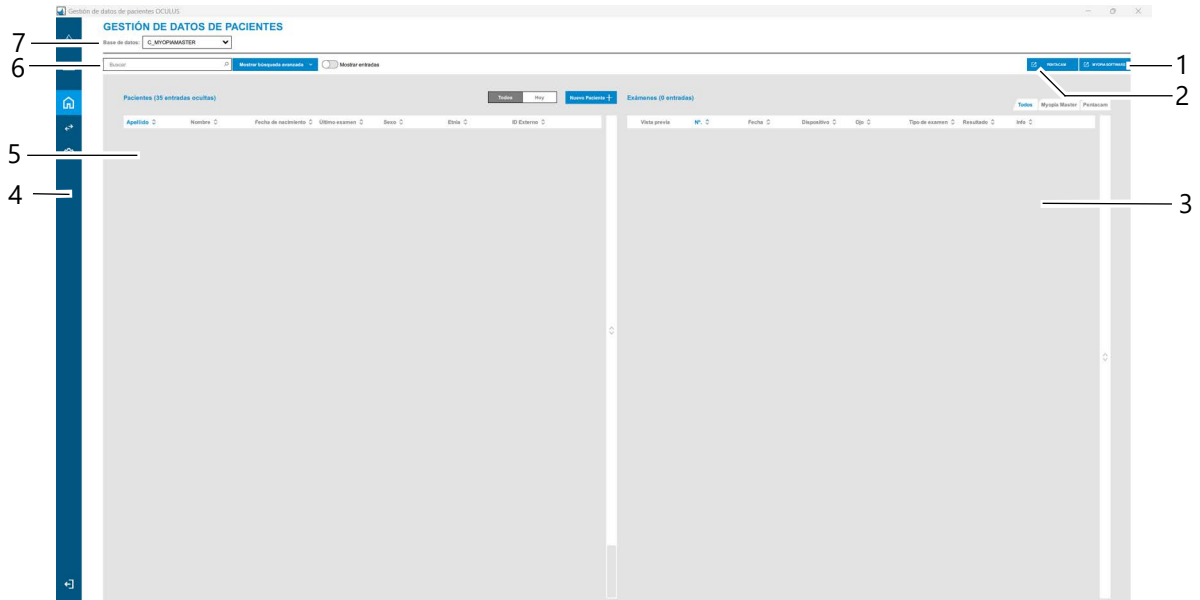 Gestión de datos de pacientes OCULUS
GESTIÓN DE DATOS DE PACIENTES
7 Base de datos: C_MYOPIAMASTER
6 Buscar Mostrar búsqueda avanzada Mostrar entradas PENTACAM MYOPIA SOFTWARE 1
2
Pacientes (35 entradas ocultas) Todos Hoy Nuevo Paciente + Exámenes (0 entradas) Todos Myopia Master Pentacam
Apellido Nombre Fecha de nacimiento Último examen Sexo Etnia ID Externo Vista previa Nº. Fecha Dispositivo Ojo Tipo de examen Resultado Info
5
4
3